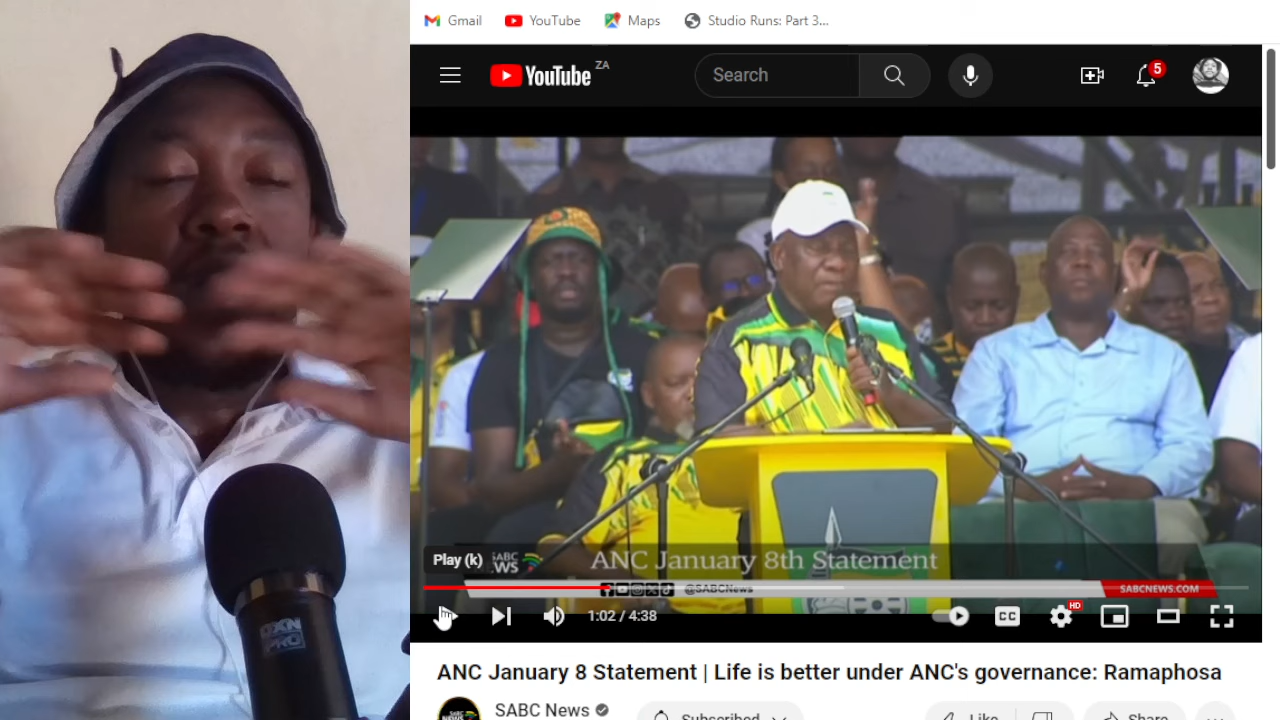 Gmail
YouTube
Maps
Studio Runs: Part 3...
YouTube ZA
Search
5
Play (k)
ANC January 8th Statement
@SABCNews
SABCNEWS.COM
1:02 / 4:38
CC
HD
ANC January 8 Statement | Life is better under ANC's governance: Ramaphosa
SABC News
Subscribed
Like
Share
PRO